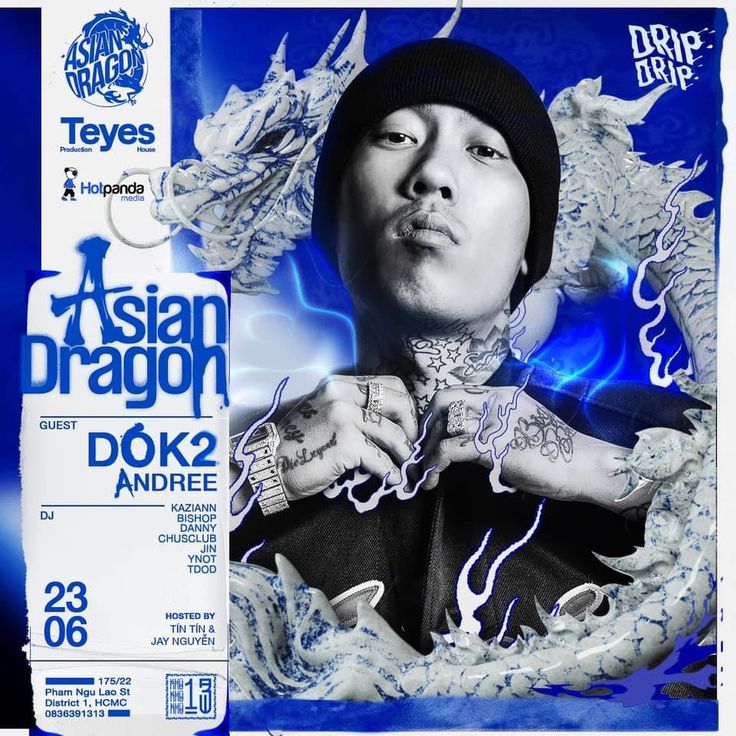 ASIAN
DRAGON
Teyes
Production House
Hotpanda
media
DRIP
DRIP
Asian
Dragon
GUEST
DÓK2
ANDREE
DJ
KAZIANN
BISHOP
DANNY
CHUSCLUB
JIN
YNOT
TDOD
23
06
HOSTED BY
TÍN TÍN &
JAY NGUYỄN
175/22
Pham Ngu Lao St
District 1, HCMC
0836391313